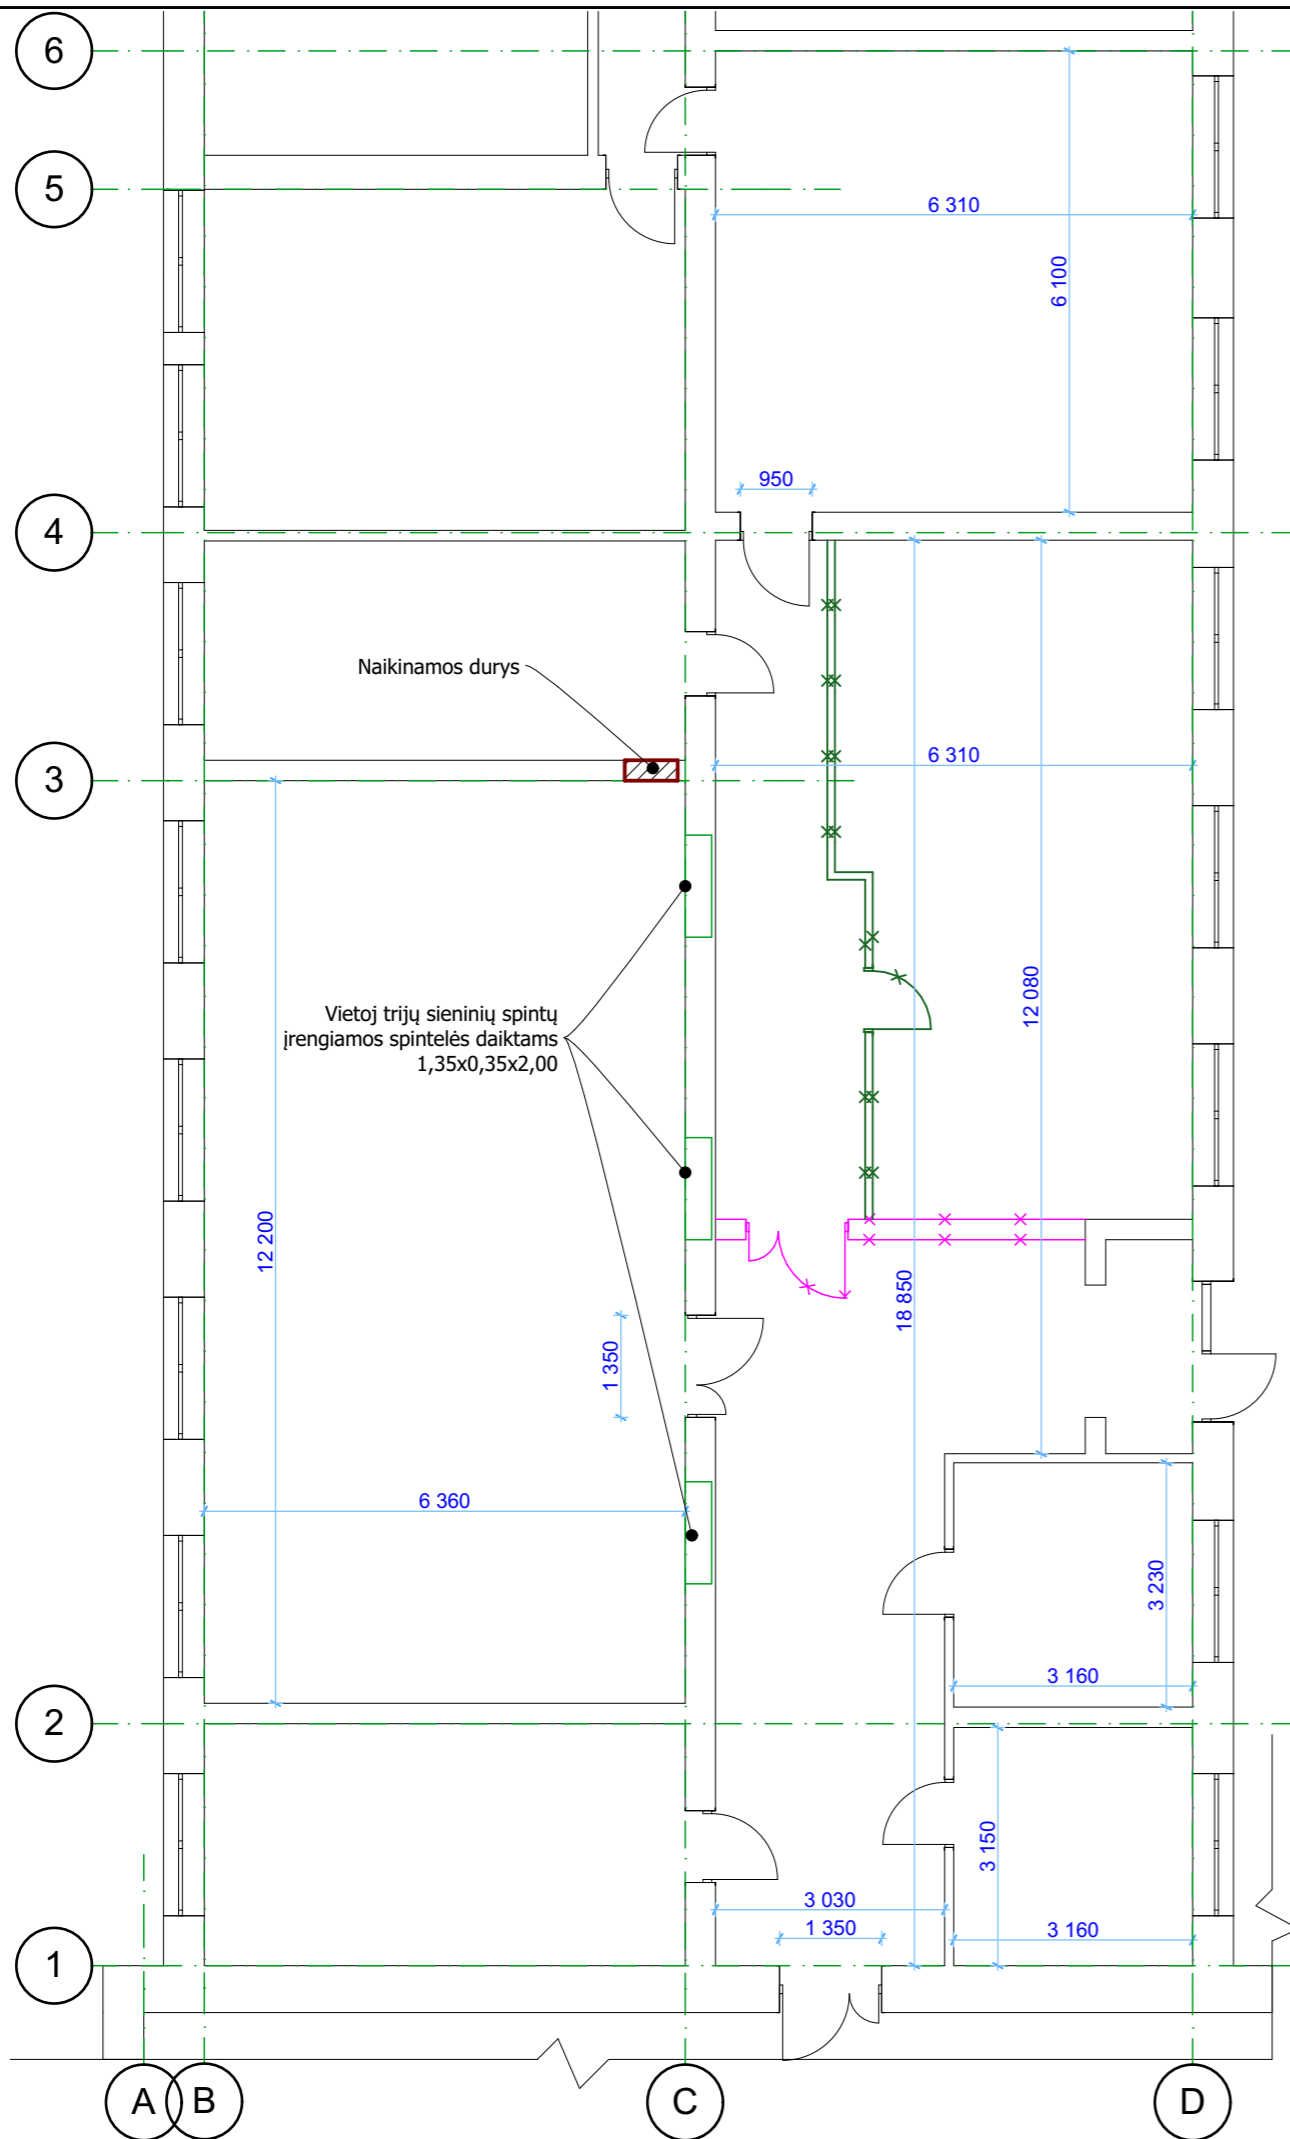 6
5
6 310
6 100
950
4
Naikinamos durys
3
6 310
12 080
Vietoj trijų sieninių spintų
įrengiamos spintelės daiktams
1,35x0,35x2,00
12 200
18 850
1 350
6 360
3 230
3 160
2
3 150
3 030
1 350
3 160
1
A
B
C
D